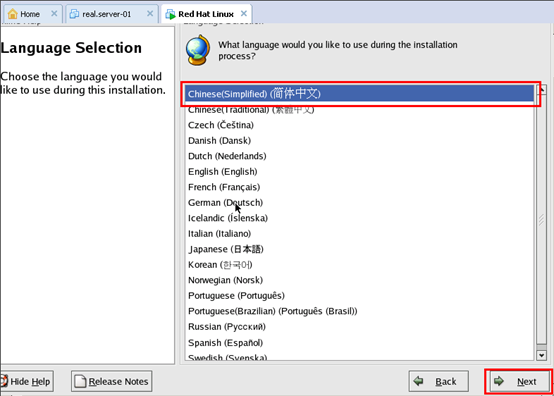 Home
real.server-01
Red Hat Linux
Language Selection
Language Selection
Choose the language you would
like to use during this installation.
What language would you like to use during the installation
process?
Chinese(Simplified) (简体中文)
Chinese(Traditional) (繁體中文)
Czech (Čeština)
Danish (Dansk)
Dutch (Nederlands)
English (English)
French (Français)
German (Deutsch)
Icelandic (Íslenska)
Italian (Italiano)
Japanese (日本語)
Korean (한국어)
Norwegian (Norsk)
Portuguese (Português)
Portuguese(Brazilian) (Português (Brasil))
Russian (Русский)
Spanish (Español)
Swedish (Svenska)
Hide Help
Release Notes
Back
Next